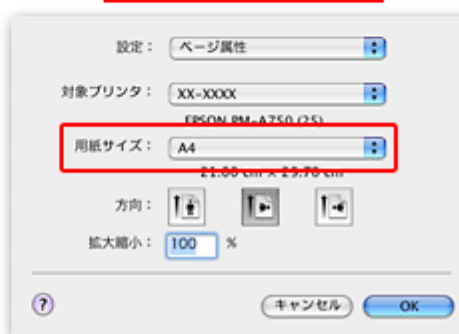 設定： ページ属性
対象プリンタ： XX-XXXX
EPSON PM-A750 (25)
用紙サイズ： A4
21.00 cm × 29.70 cm
方向：
拡大縮小： 100 %
? キャンセル OK